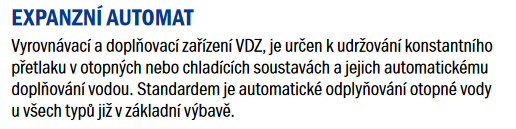 EXPANZNÍ AUTOMAT
Vyrovnávací a doplňovací zařízení VDZ, je určen k udržování konstantního
přetlaku v otopných nebo chladících soustavách a jejich automatickému
doplňování vodou. Standardem je automatické odplyňování otopné vody
u všech typů již v základní výbavě.